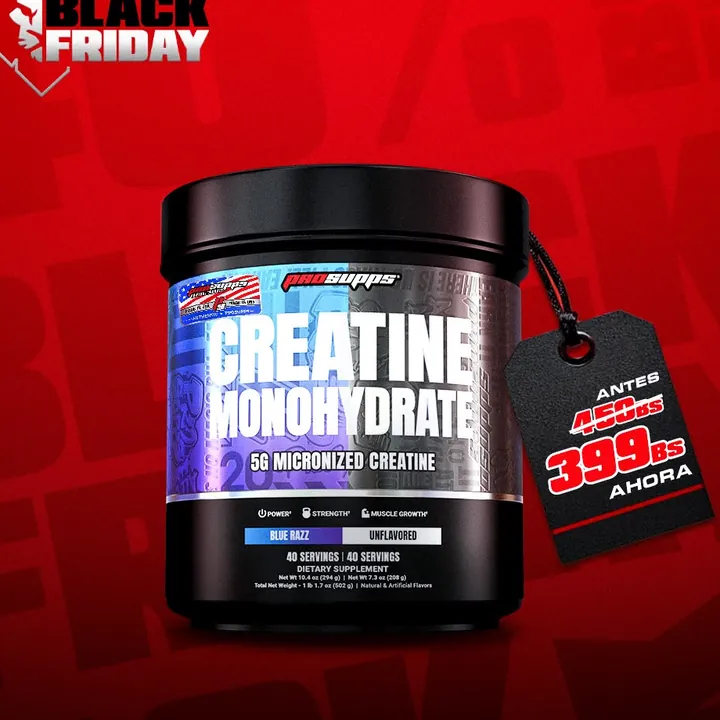 BLACK
FRIDAY
PROSUPPS
PROSUPPS
CREATINE
MONOHYDRATE
5G MICRONIZED CREATINE
POWER† STRENGTH† MUSCLE GROWTH†
BLUE RAZZ UNFLAVORED
40 SERVINGS | 40 SERVINGS
DIETARY SUPPLEMENT
Net Wt 10.4 oz (294 g) | Net Wt 7.3 oz (208 g)
Total Net Weight - 1 lb 1.7 oz (502 g) | Natural & Artificial Flavors
ANTES
450BS
399BS
AHORA